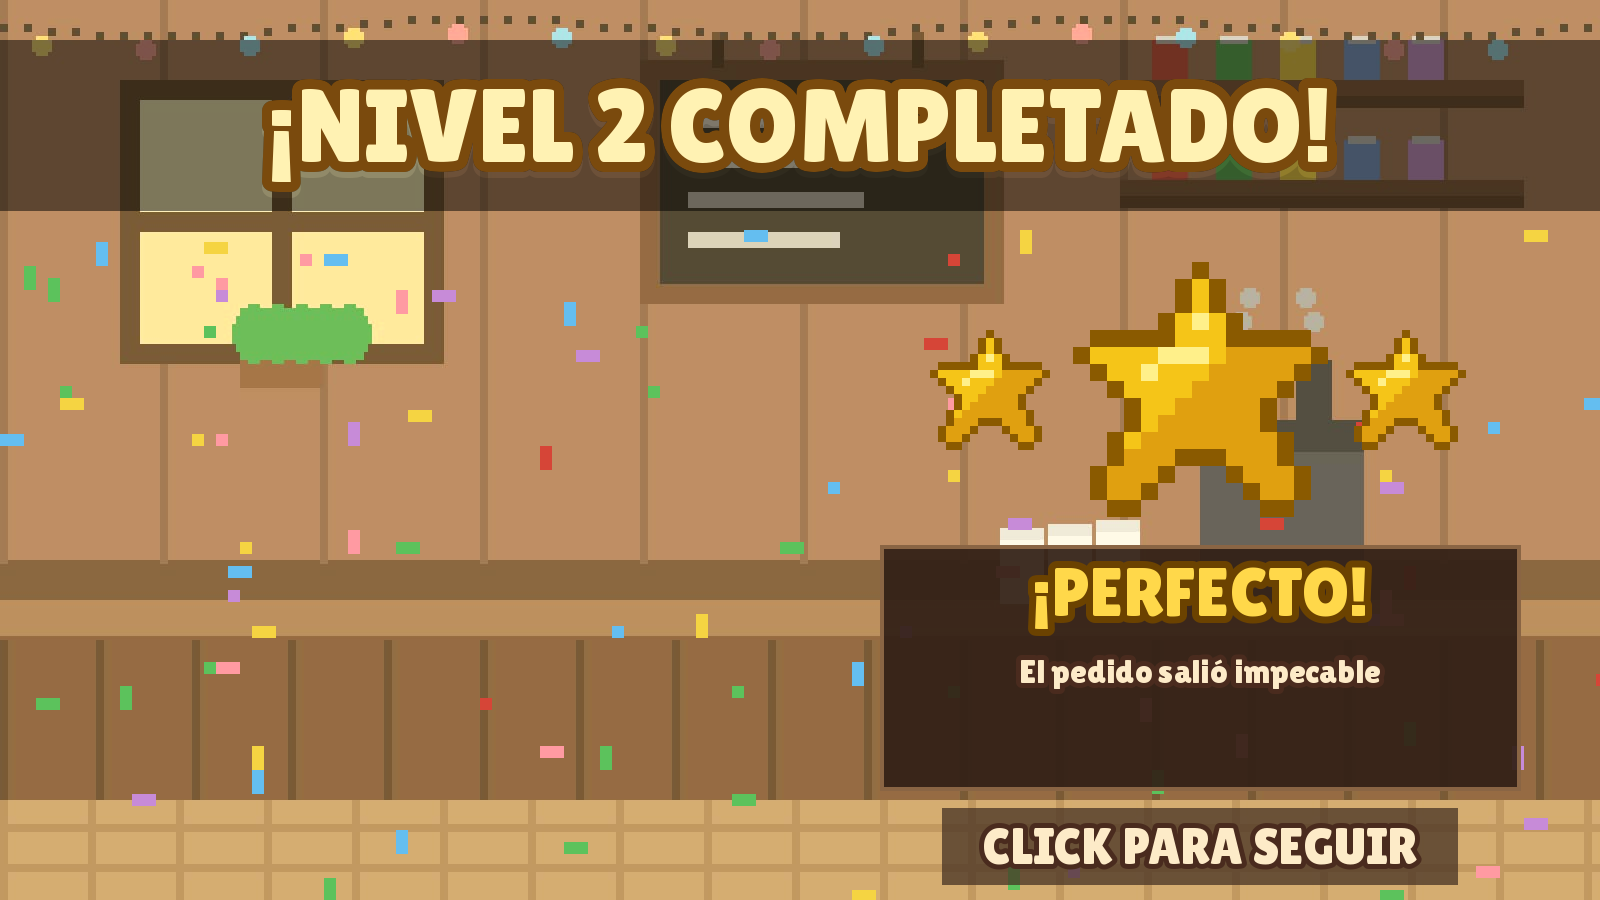 ¡NIVEL 2 COMPLETADO!
¡PERFECTO!
El pedido salió impecable
CLICK PARA SEGUIR